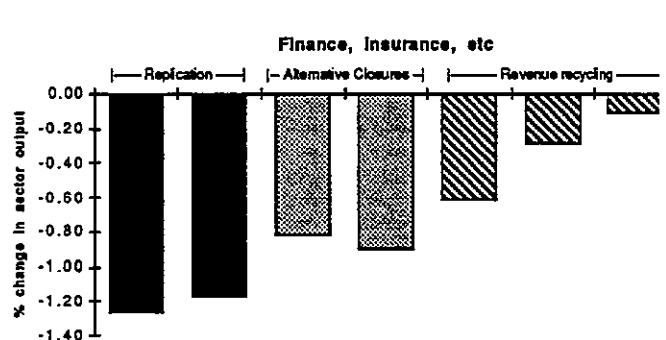 Finance, Insurance, etc
Replication
Alternative Closures
Revenue recycling
% change in sector output
0.00
-0.20
-0.40
-0.60
-0.80
-1.00
-1.20
-1.40